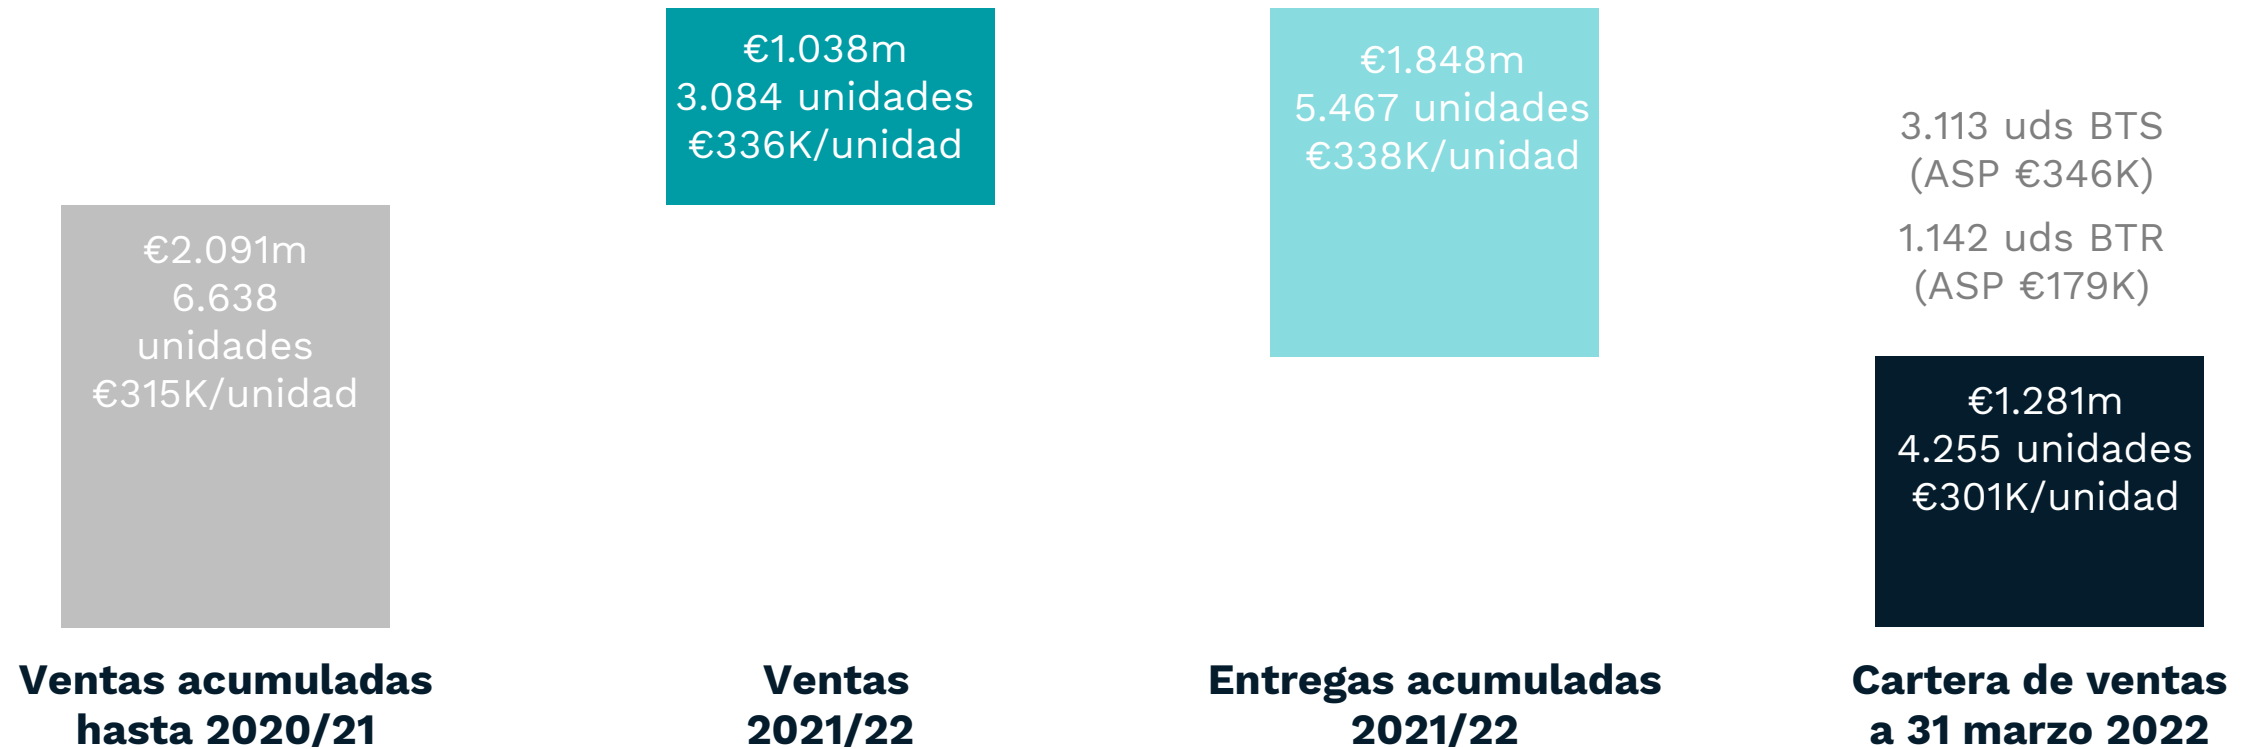 €2.091m
6.638
unidades
€315K/unidad
Ventas acumuladas
hasta 2020/21
€1.038m
3.084 unidades
€336K/unidad
Ventas
2021/22
€1.848m
5.467 unidades
€338K/unidad
Entregas acumuladas
2021/22
3.113 uds BTS
(ASP €346K)
1.142 uds BTR
(ASP €179K)
€1.281m
4.255 unidades
€301K/unidad
Cartera de ventas
a 31 marzo 2022